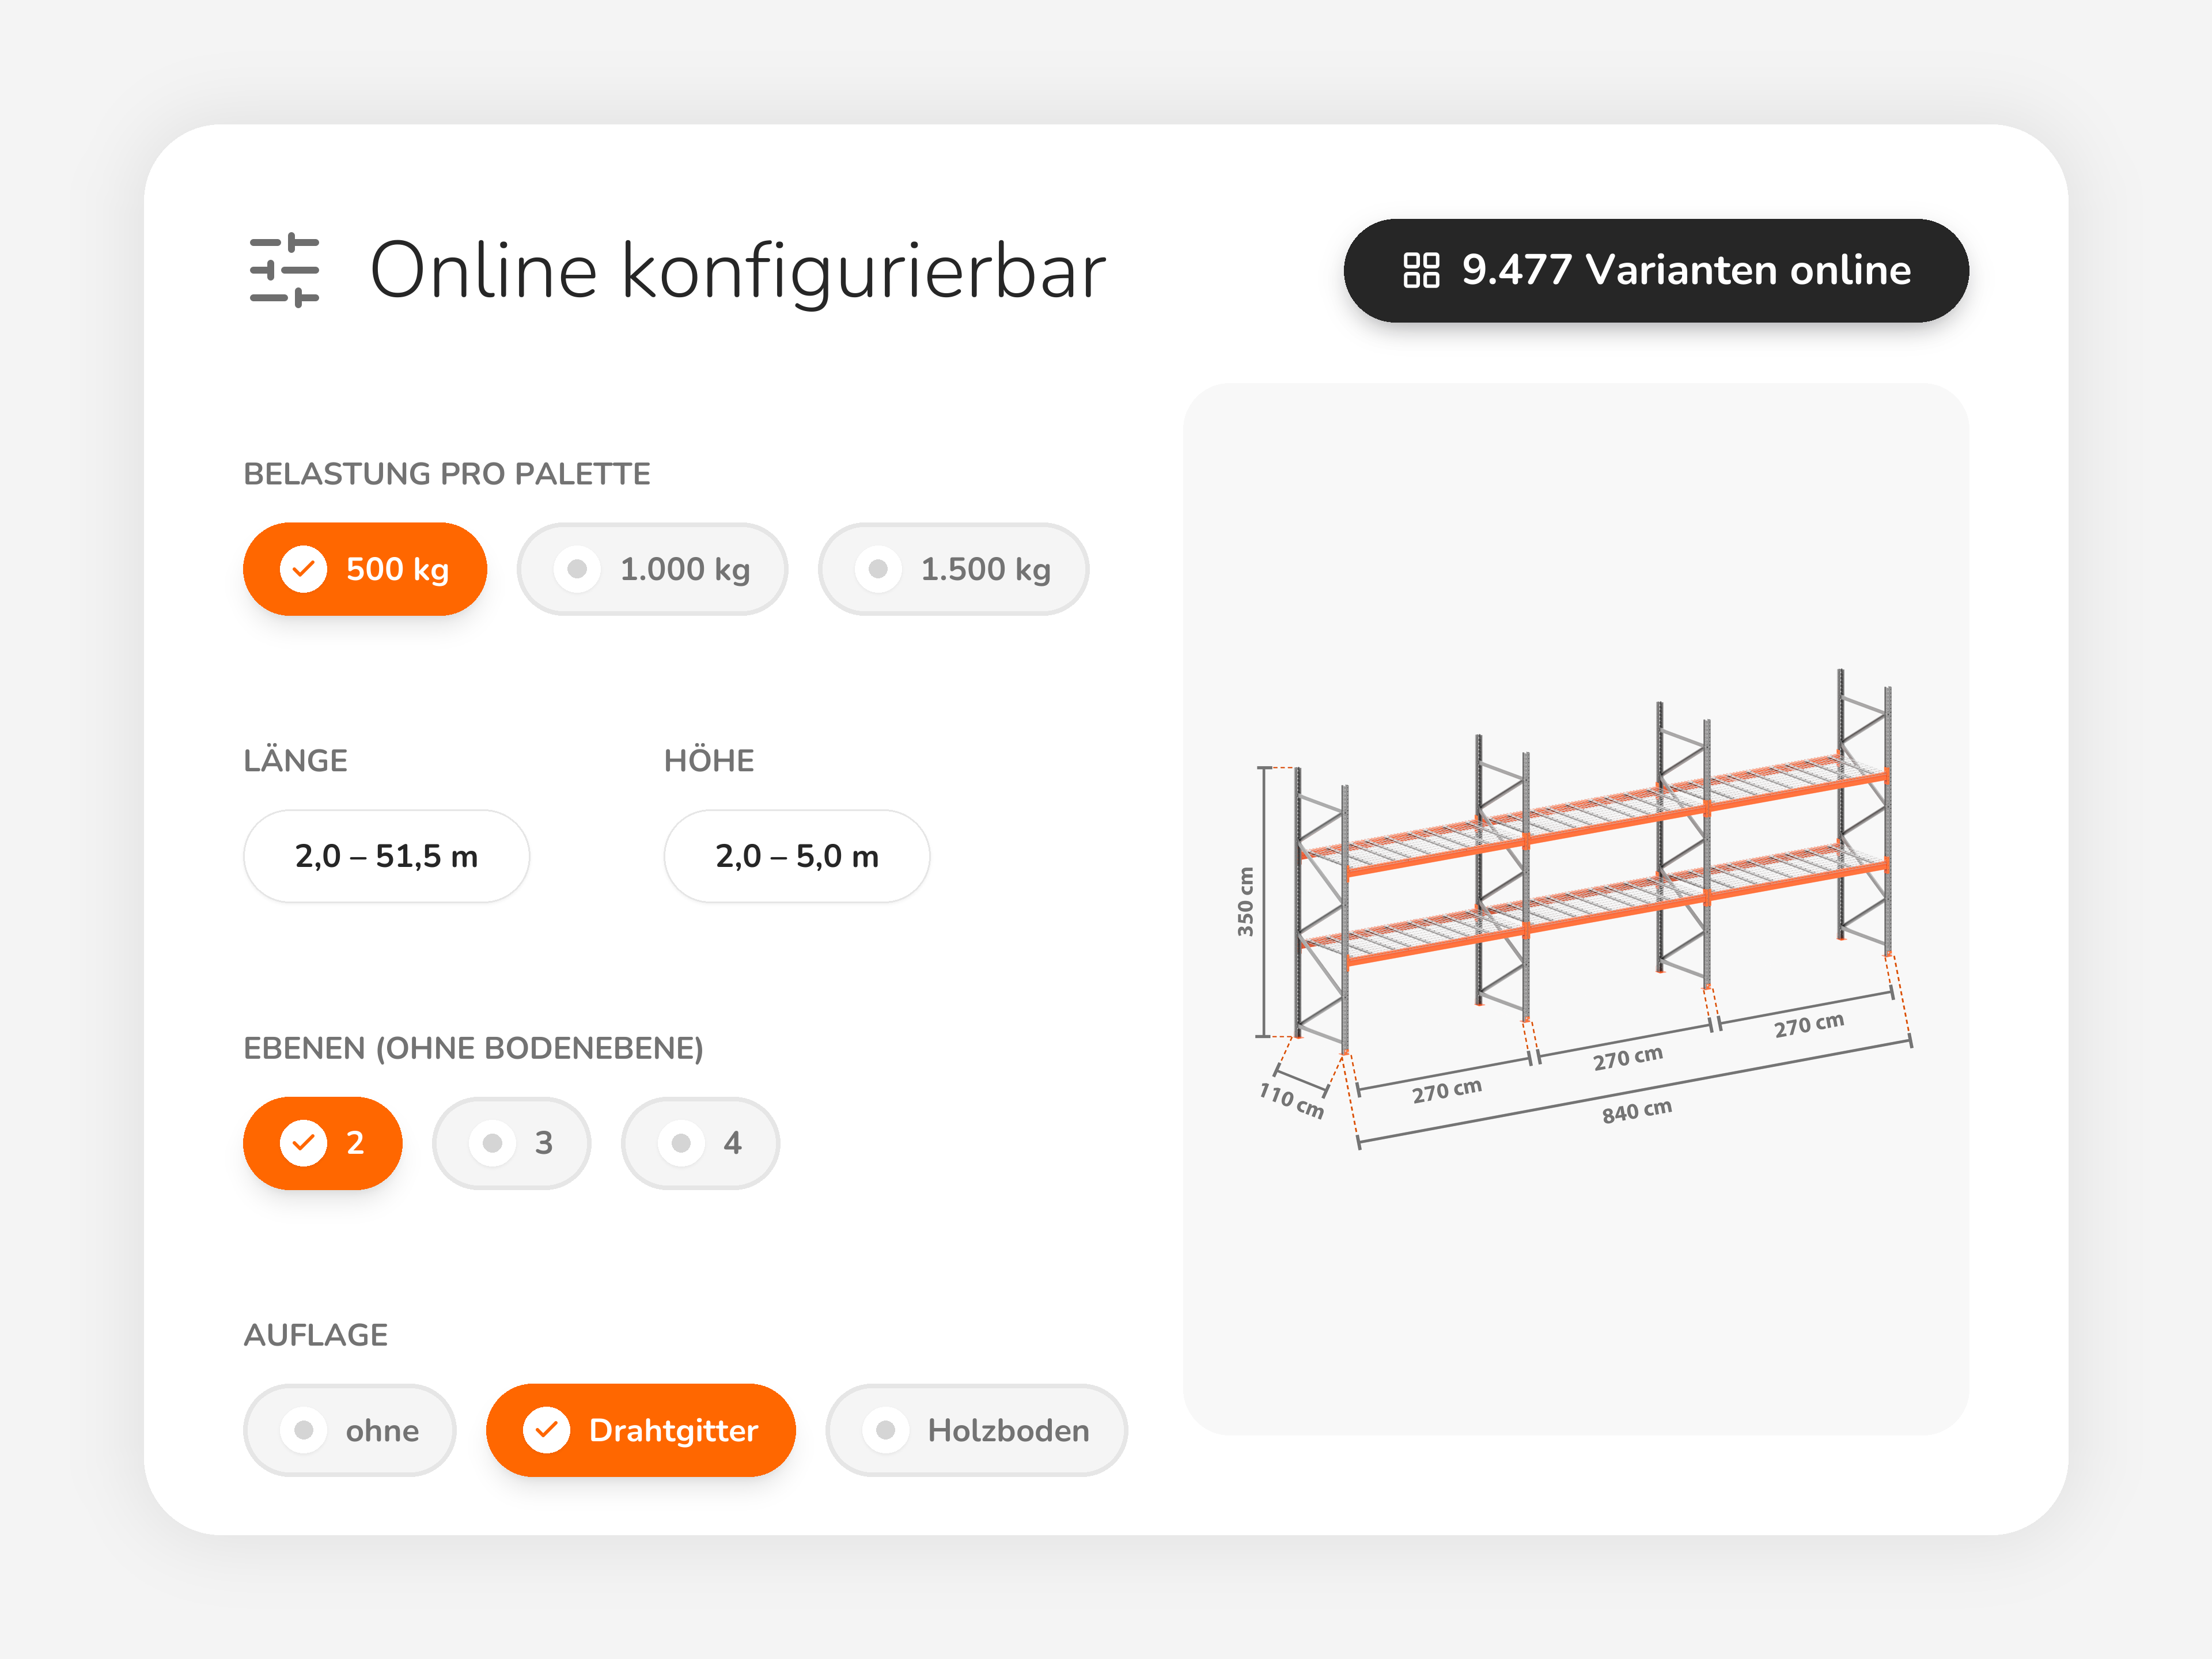 Online konfigurierbar
9.477 Varianten online
BELASTUNG PRO PALETTE
500 kg
1.000 kg
1.500 kg
LÄNGE
HÖHE
2,0 – 51,5 m
2,0 – 5,0 m
EBENEN (OHNE BODENEBENE)
2
3
4
AUFLAGE
ohne
Drahtgitter
Holzboden
350 cm
110 cm
270 cm
270 cm
270 cm
840 cm